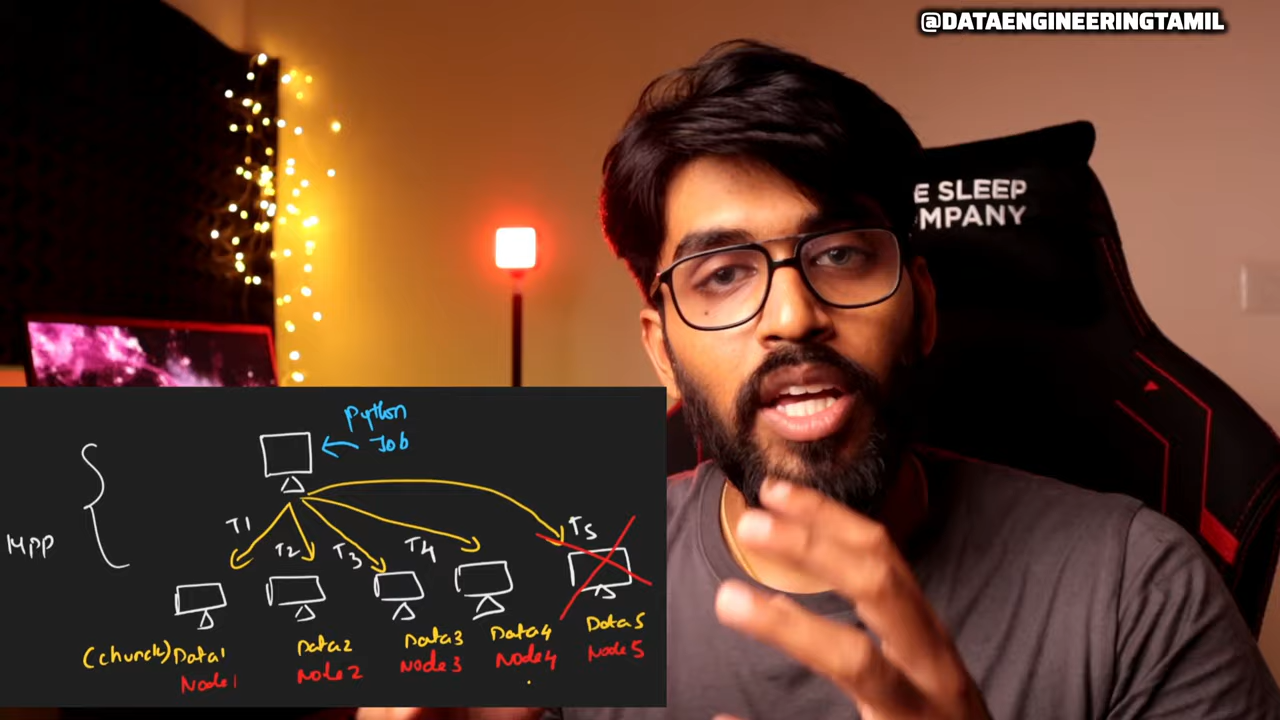 @DATAENGINEERINGTAMIL
E SLEEP
MPANY
Python
Job
MPP
T1
T2
T3
T4
T5
(chunck) Data1
Data2
Data3
Data4
Data5
Node1
Node2
Node3
Node4
Node5